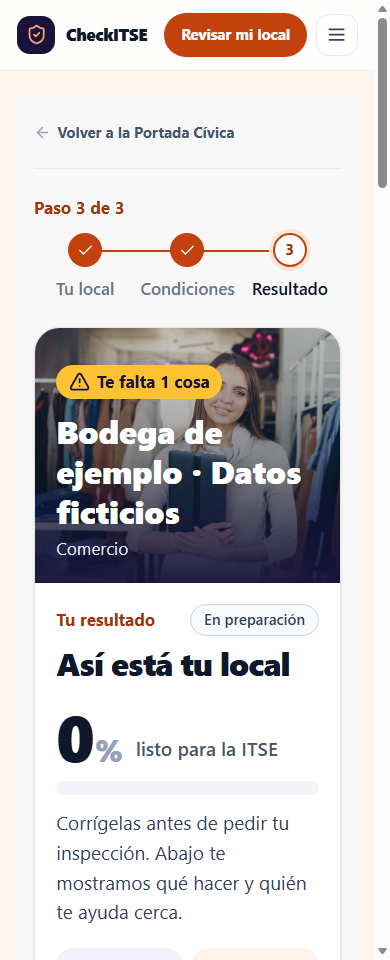 CheckITSE
Revisar mi local
Volver a la Portada Cívica
Paso 3 de 3
3
Tu local
Condiciones
Resultado
Te falta 1 cosa
Bodega de
ejemplo · Datos
ficticios
Comercio
Tu resultado
En preparación
Así está tu local
0% listo para la ITSE
Corrígelas antes de pedir tu
inspección. Abajo te
mostramos qué hacer y quién
te ayuda cerca.